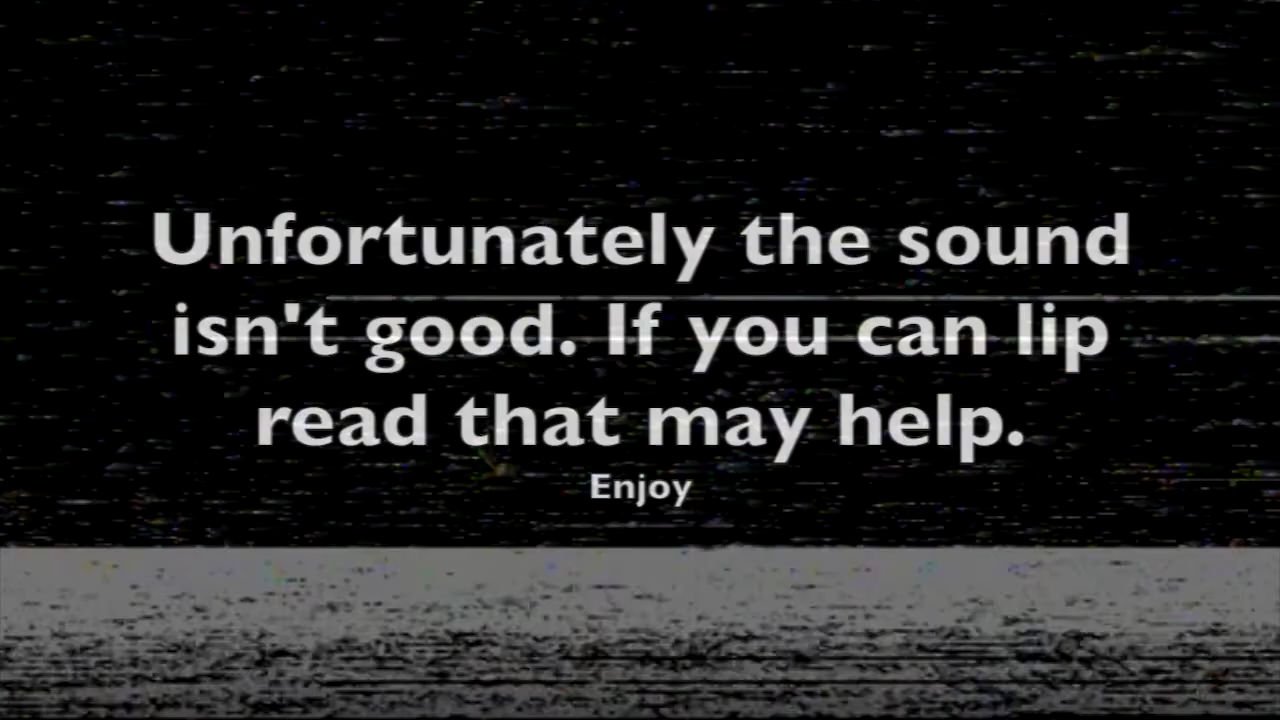 Unfortunately the sound
isn't good. If you can lip
read that may help.
Enjoy